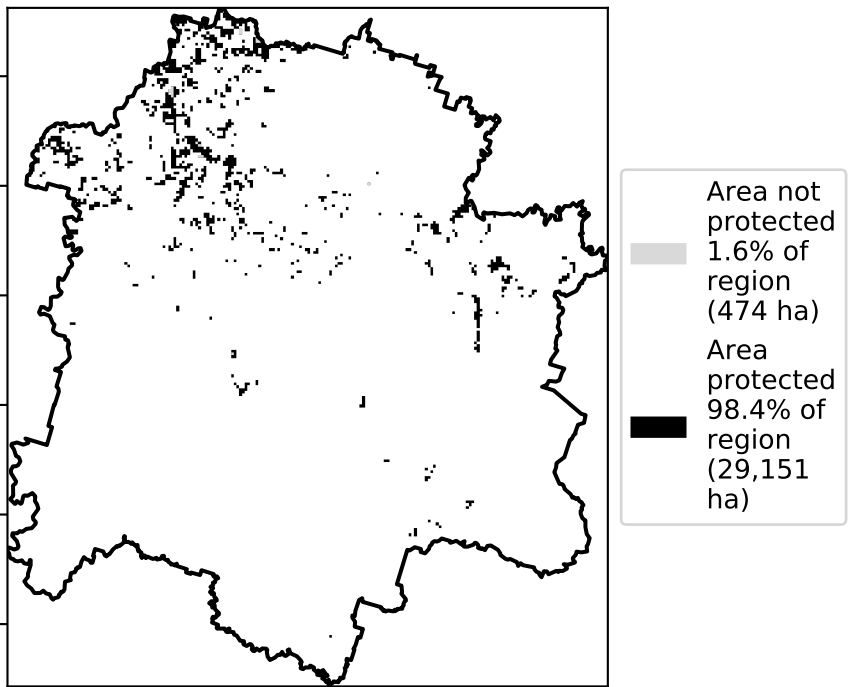 Area not
protected
1.6% of
region
(474 ha)
Area
protected
98.4% of
region
(29,151
ha)